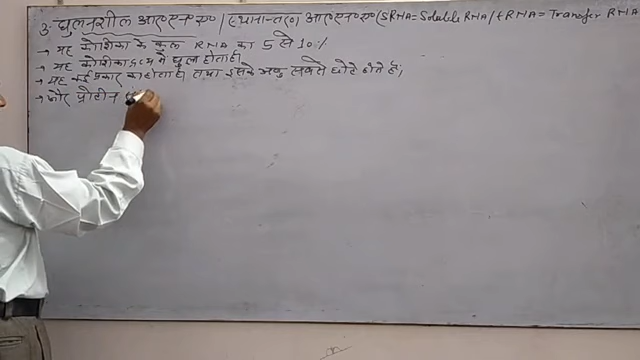 3. घुलनशील आर०एन०ए० / स्थानान्तरण आर०एन०ए० (SRNA = Soluble RNA / tRNA = Transfer RNA
→ यह कोशिका के कुल RNA का 5 से 10%
→ यह कोशिकाद्रव्य में घुला होता है।
→ यह कई प्रकार का होता है। तथा इसके अणु सबसे छोटे होते हैं;
→ और प्रोटीन